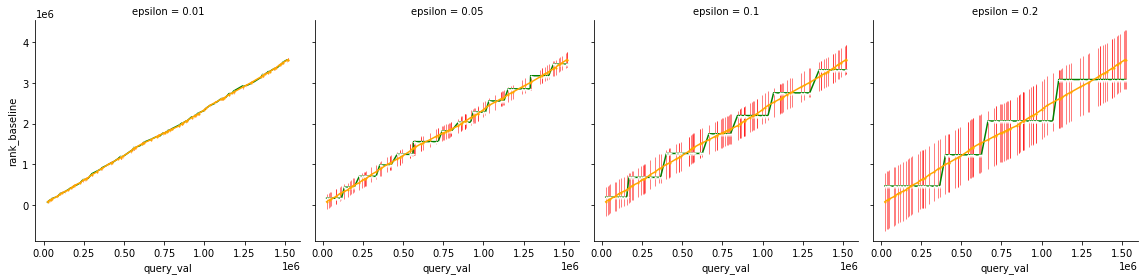 epsilon = 0.01
epsilon = 0.05
epsilon = 0.1
epsilon = 0.2
1e6
4
3
2
1
0
rank_baseline
0.00 0.25 0.50 0.75 1.00 1.25 1.50
0.00 0.25 0.50 0.75 1.00 1.25 1.50
0.00 0.25 0.50 0.75 1.00 1.25 1.50
0.00 0.25 0.50 0.75 1.00 1.25 1.50
query_val 1e6
query_val 1e6
query_val 1e6
query_val 1e6